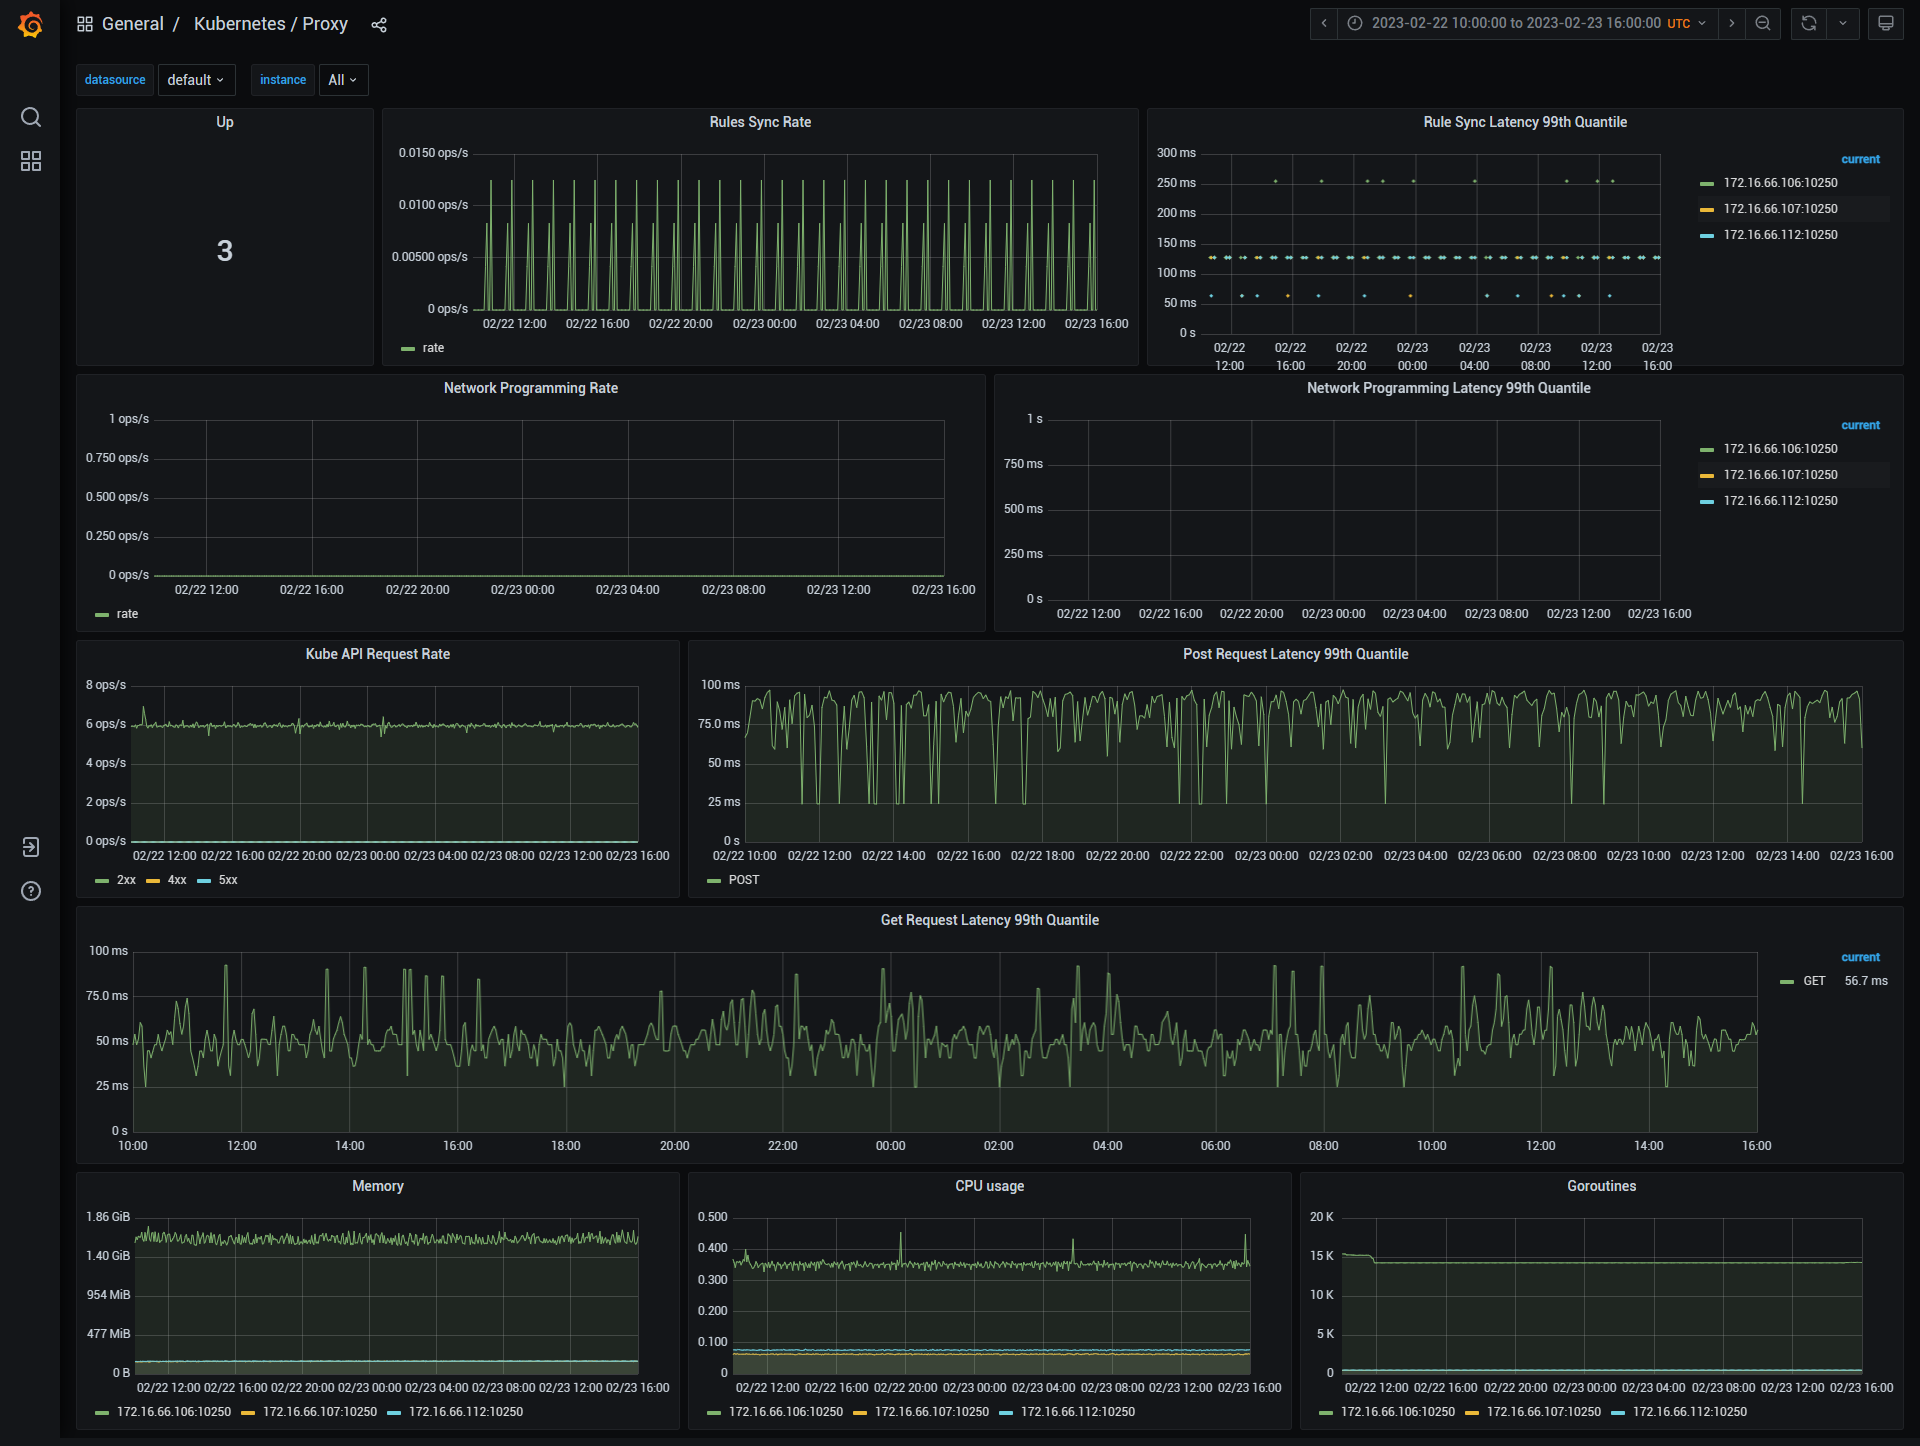 General / Kubernetes / Proxy
2023-02-22 10:00:00 to 2023-02-23 16:00:00 UTC
datasource default instance All
Up
3
Rules Sync Rate
0.0150 ops/s
0.0100 ops/s
0.00500 ops/s
0 ops/s
02/22 12:00 02/22 16:00 02/22 20:00 02/23 00:00 02/23 04:00 02/23 08:00 02/23 12:00 02/23 16:00
rate
Rule Sync Latency 99th Quantile
300 ms
250 ms
200 ms
150 ms
100 ms
50 ms
0 s
02/22 02/22 02/22 02/23 02/23 02/23 02/23 02/23
12:00 16:00 20:00 00:00 04:00 08:00 12:00 16:00
current
172.16.66.106:10250
172.16.66.107:10250
172.16.66.112:10250
Network Programming Rate
1 ops/s
0.750 ops/s
0.500 ops/s
0.250 ops/s
0 ops/s
02/22 12:00 02/22 16:00 02/22 20:00 02/23 00:00 02/23 04:00 02/23 08:00 02/23 12:00 02/23 16:00
rate
Network Programming Latency 99th Quantile
1 s
750 ms
500 ms
250 ms
0 s
02/22 12:00 02/22 16:00 02/22 20:00 02/23 00:00 02/23 04:00 02/23 08:00 02/23 12:00 02/23 16:00
current
172.16.66.106:10250
172.16.66.107:10250
172.16.66.112:10250
Kube API Request Rate
8 ops/s
6 ops/s
4 ops/s
2 ops/s
0 ops/s
02/22 12:00 02/22 16:00 02/22 20:00 02/23 00:00 02/23 04:00 02/23 08:00 02/23 12:00 02/23 16:00
2xx 4xx 5xx
Post Request Latency 99th Quantile
100 ms
75.0 ms
50 ms
25 ms
0 s
02/22 10:00 02/22 12:00 02/22 14:00 02/22 16:00 02/22 18:00 02/22 20:00 02/22 22:00 02/23 00:00 02/23 02:00 02/23 04:00 02/23 06:00 02/23 08:00 02/23 10:00 02/23 12:00 02/23 14:00 02/23 16:00
POST
Get Request Latency 99th Quantile
100 ms
75.0 ms
50 ms
25 ms
0 s
10:00 12:00 14:00 16:00 18:00 20:00 22:00 00:00 02:00 04:00 06:00 08:00 10:00 12:00 14:00 16:00
current
GET 56.7 ms
Memory
1.86 GiB
1.40 GiB
954 MiB
477 MiB
0 B
02/22 12:00 02/22 16:00 02/22 20:00 02/23 00:00 02/23 04:00 02/23 08:00 02/23 12:00 02/23 16:00
172.16.66.106:10250 172.16.66.107:10250 172.16.66.112:10250
CPU usage
0.500
0.400
0.300
0.200
0.100
0
02/22 12:00 02/22 16:00 02/22 20:00 02/23 00:00 02/23 04:00 02/23 08:00 02/23 12:00 02/23 16:00
172.16.66.106:10250 172.16.66.107:10250 172.16.66.112:10250
Goroutines
20 K
15 K
10 K
5 K
0
02/22 12:00 02/22 16:00 02/22 20:00 02/23 00:00 02/23 04:00 02/23 08:00 02/23 12:00 02/23 16:00
172.16.66.106:10250 172.16.66.107:10250 172.16.66.112:10250